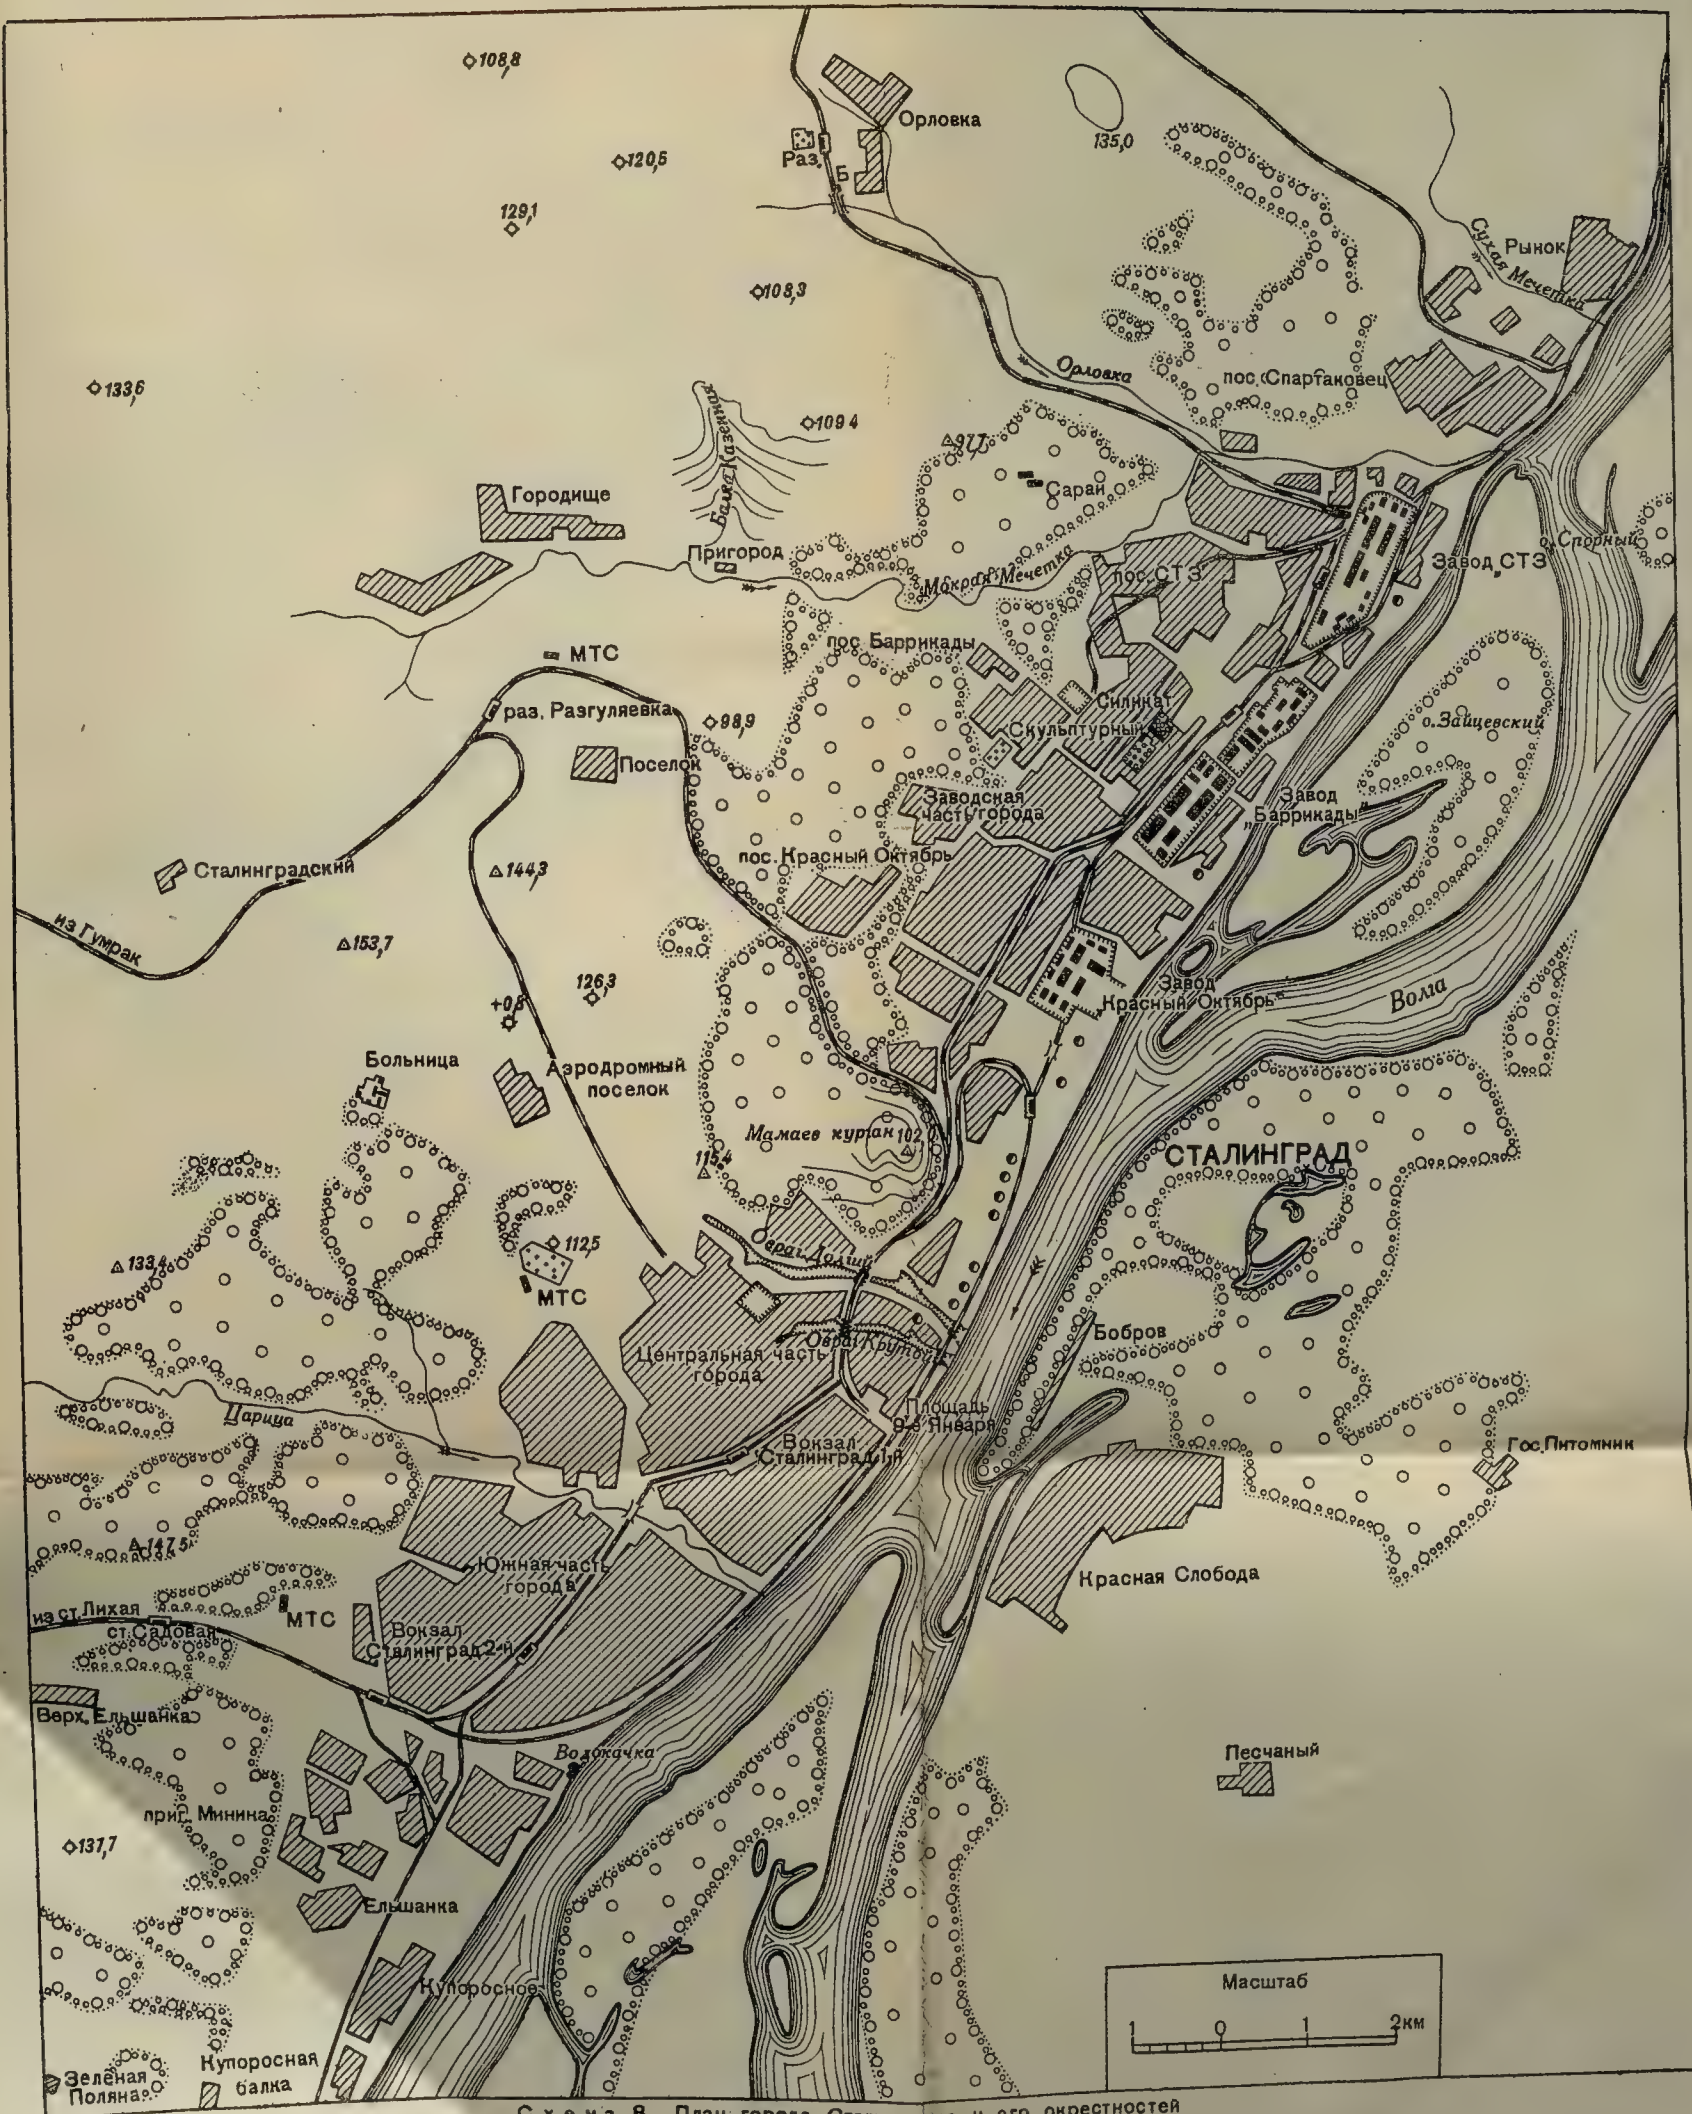 108,8
Орловка
135,0
Раз.
Б
120,5
129,1
Сухая Мечетка
Рынок
108,3
Орловка
пос. Спартаковец
133,6
Балка Казенная
109 4
97,7
Сарай
Городище
о. Спорный
Пригород
Мокрая Мечетка
пос. СТЗ
Завод СТЗ
МТС
пос. Баррикады
раз. Разгуляевка
98,9
Силикат
Скульптурный
о. Зайцевский
Поселок
Заводская
часть города
Завод
„Баррикады"
Сталинградский
144,3
пос. Красный Октябрь
из Гумрак
153,7
126,3
+0,8
Завод
„Красный Октябрь"
Волга
Больница
Аэродромный
поселок
Мамаев курган
102,0
115,4
СТАЛИНГРАД
133,4
112,5
МТС
Овраг Долгий
Овраг Крутой
Бобров
Центральная часть
города
Царица
Площадь
9-е Января
Вокзал
Сталинград 1-й
Гос. Питомник
147,5
Южная часть
города
Красная Слобода
из ст. Лихая
ст. Садовая
МТС
Вокзал
Сталинград 2-й
Верх. Ельшанка
Водокачка
Песчаный
приг. Минина
137,7
Ельшанка
Купоросное
Масштаб
1 0 1 2км
Зеленая
Поляна
Купоросная
балка
Схема 8. План города и его окрестностей